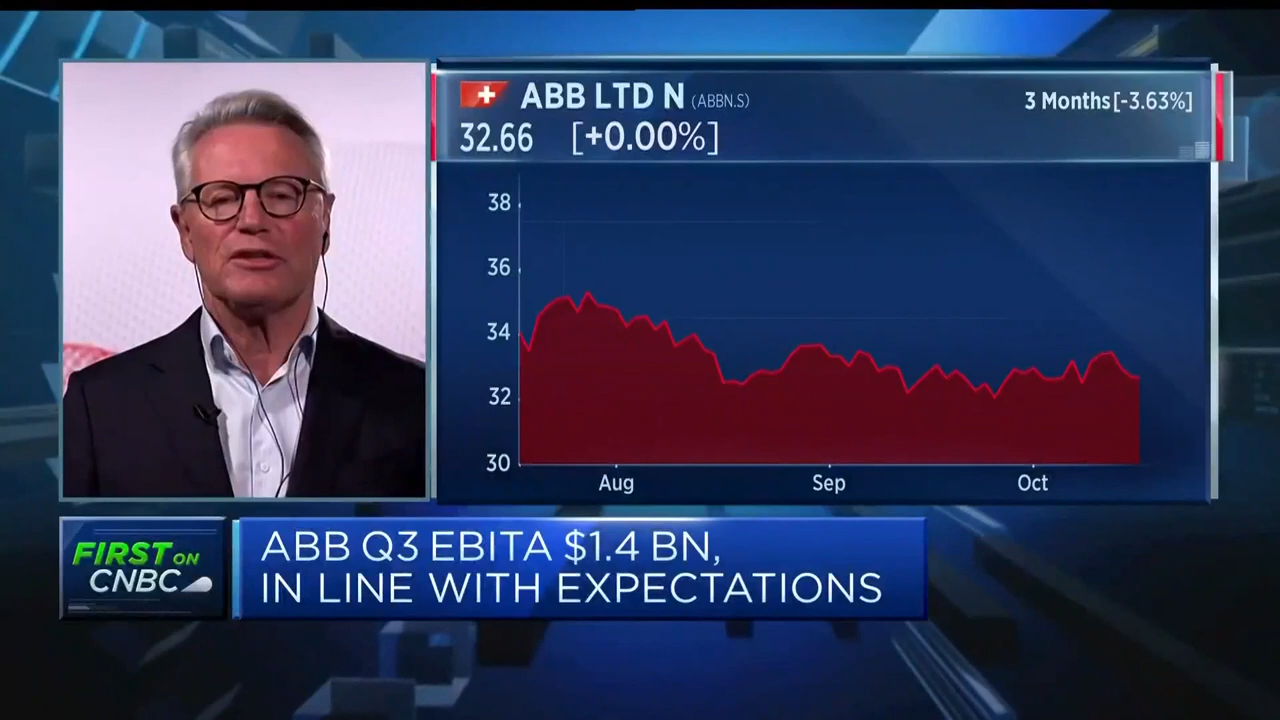 ABB LTD N (ABBN.S)
3 Months [-3.63%]
32.66 [+0.00%]
38
36
34
32
30
Aug Sep Oct
FIRST ON
CNBC
ABB Q3 EBITA $1.4 BN,
IN LINE WITH EXPECTATIONS